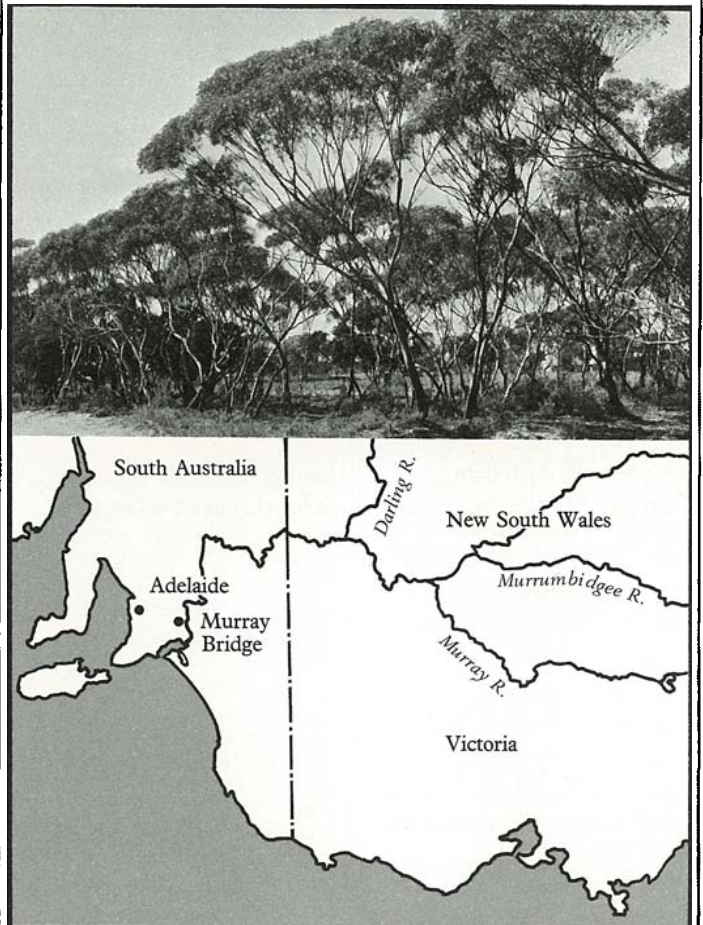 South Australia
Darling R.
New South Wales
Adelaide
Murrumbidgee R.
Murray
Bridge
Murray R.
Victoria